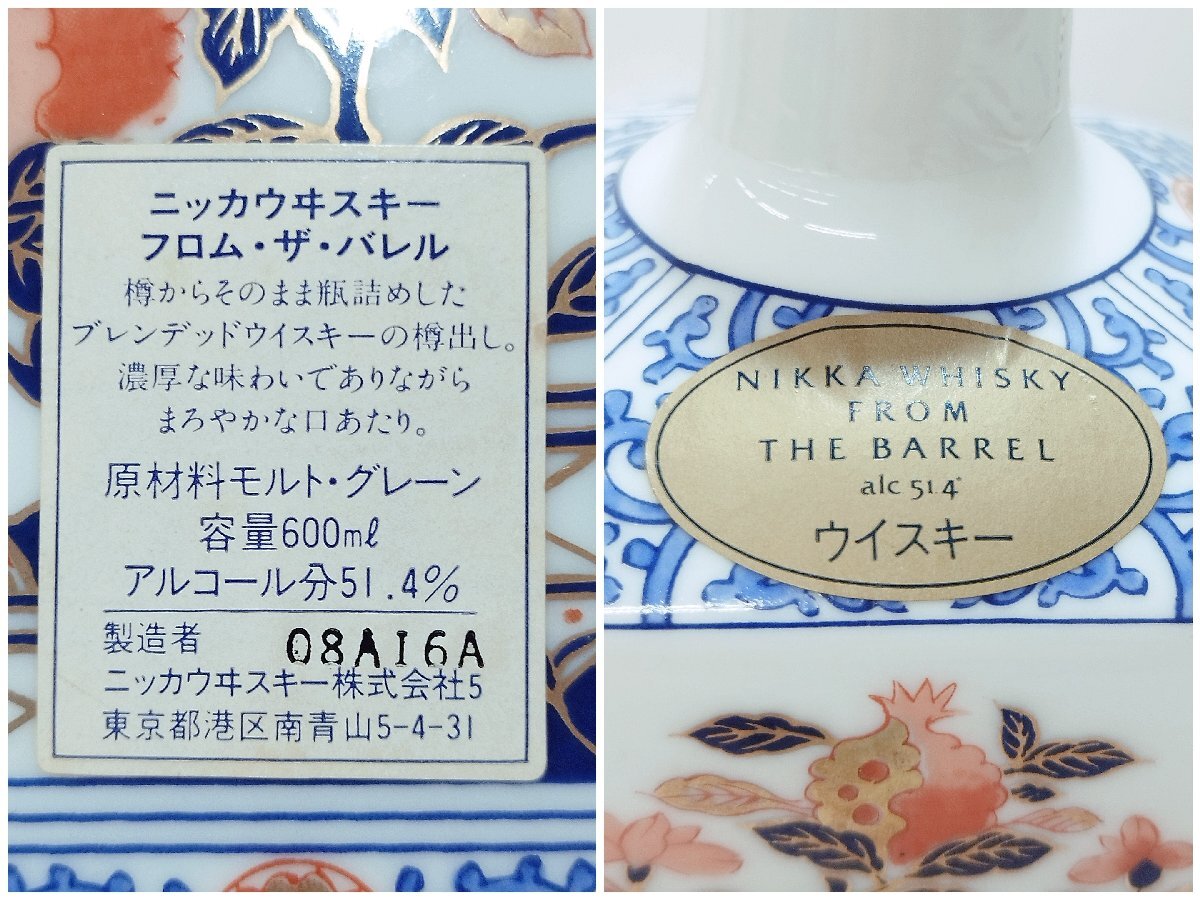 ニッカウヰスキー
フロム・ザ・バレル
樽からそのまま瓶詰めした
ブレンデッドウイスキーの樽出し。
濃厚な味わいでありながら
まろやかな口あたり。
原材料モルト・グレーン
容量600mℓ
アルコール分51.4%
製造者 08A16A
ニッカウヰスキー株式会社5
東京都港区南青山5-4-31
NIKKA WHISKY
FROM
THE BARREL
alc 51.4°
ウイスキー